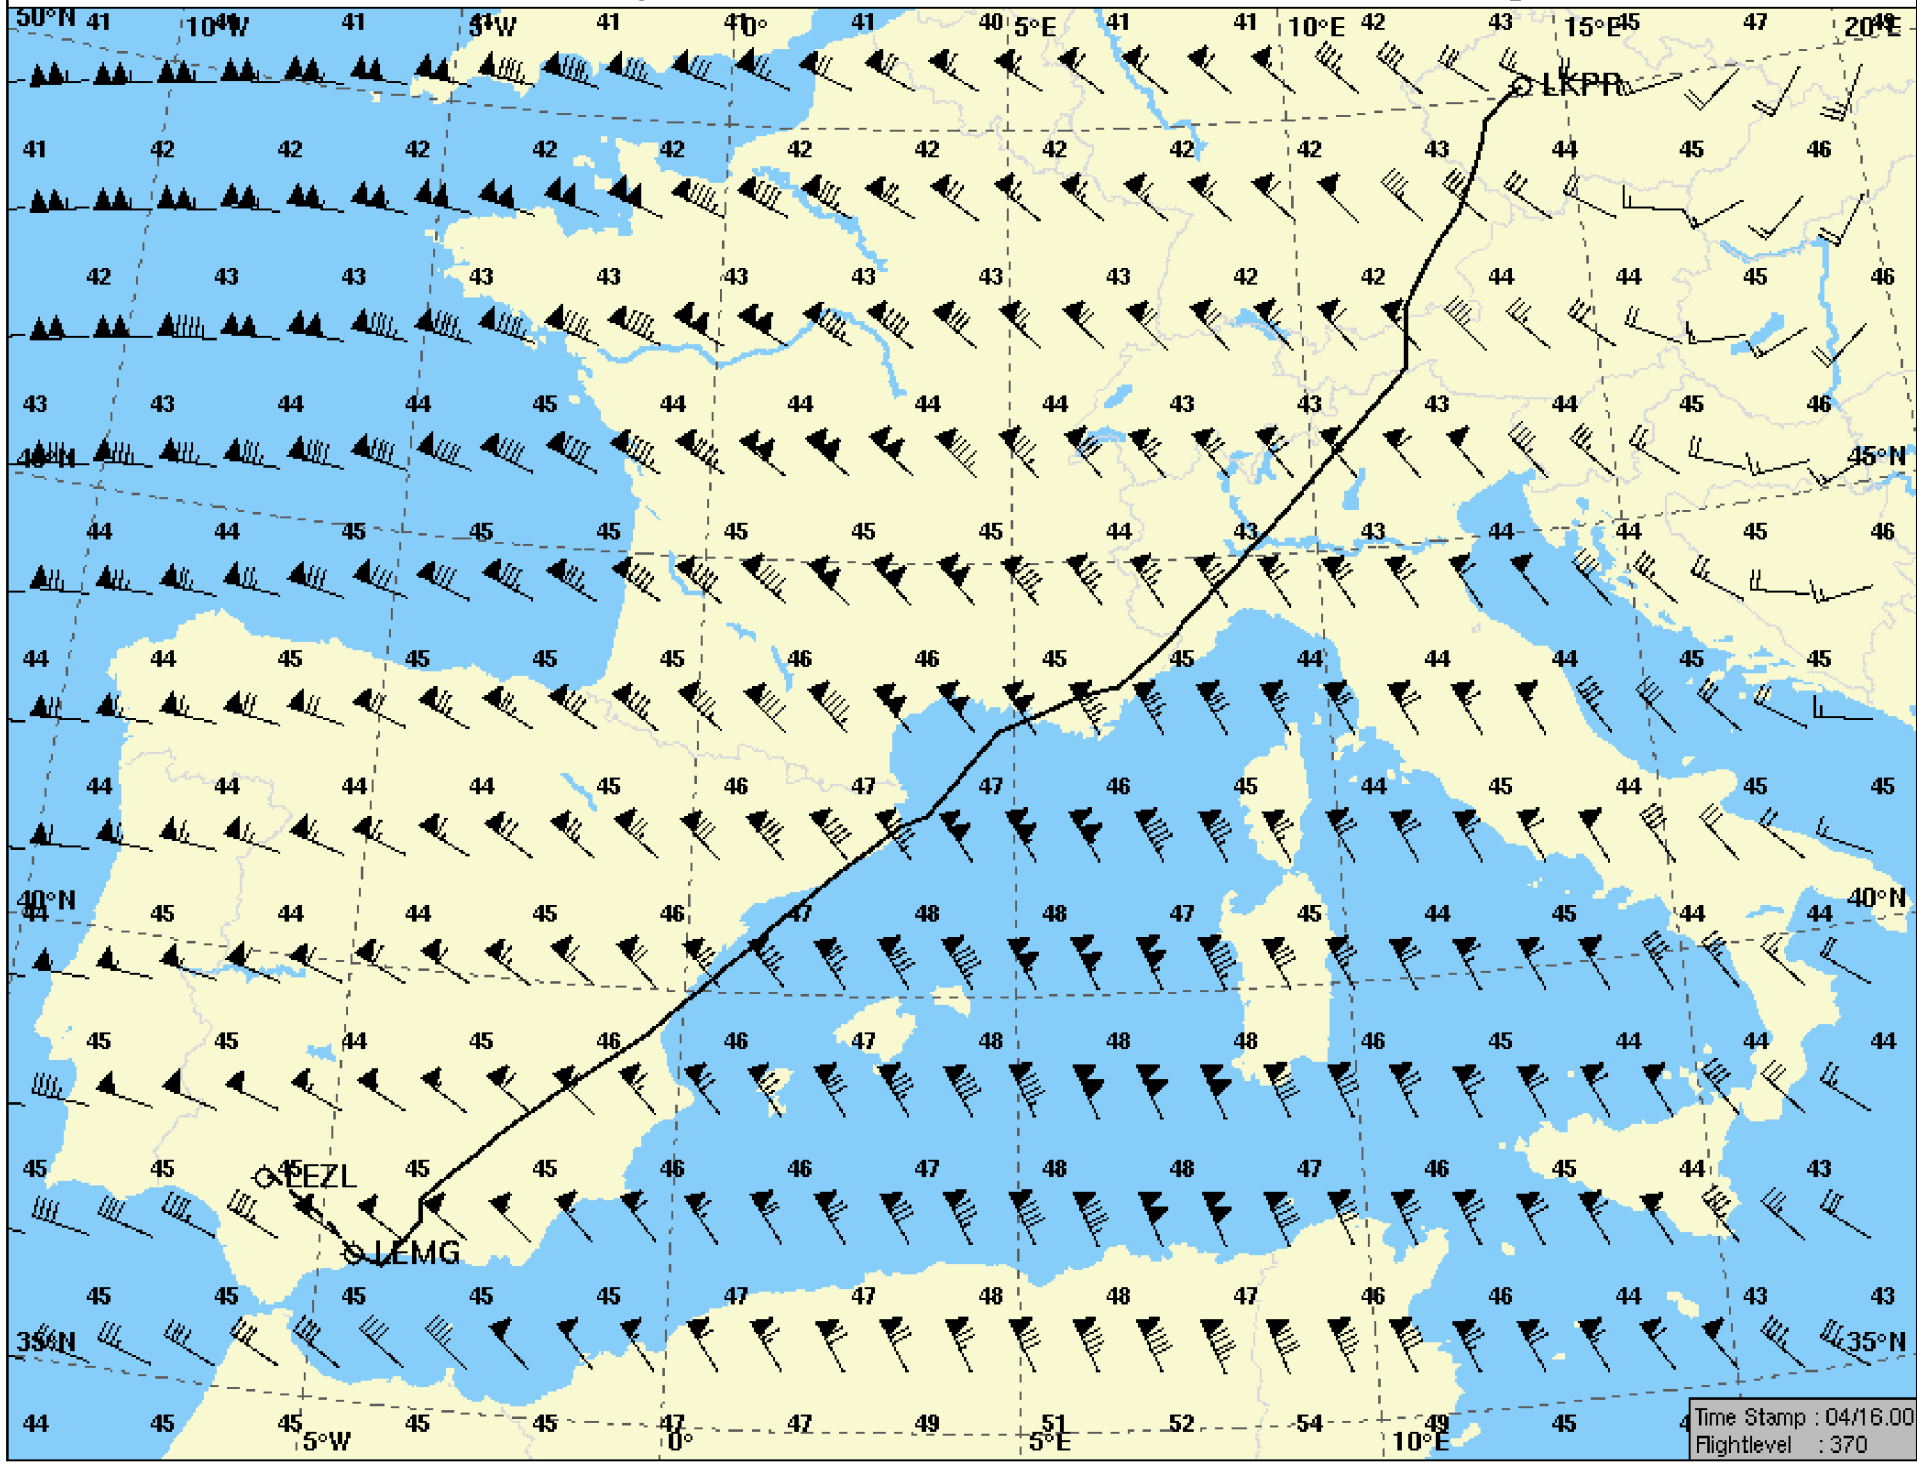 50°N 41 10°W 41 41 5°W 41 41 0° 41 40 5°E 41 41 10°E 42 43 15°E 45 47 20°E 49
LKPR
41 42 42 42 42 42 42 42 42 42 42 43 44 45 46
42 43 43 43 43 43 43 43 43 42 42 44 44 45 46
43 43 44 44 45 44 44 44 44 43 43 43 44 45 46
45°N 45°N
44 44 45 45 45 45 45 45 44 43 43 44 44 45 46
44 44 45 45 45 45 46 46 45 45 44 44 44 45 45
44 44 44 44 45 46 47 47 46 45 44 45 44 45 45
40°N 40°N
44 45 44 44 45 46 47 48 48 47 45 44 45 44 44
45 45 44 45 46 46 47 48 48 48 46 45 44 44 44
45 45 45 45 45 46 47 48 48 47 46 45 44 43
LEZL
LEMG
45 45 45 45 45 47 47 48 48 47 46 46 44 43 43
35°N 35°N
44 45 45 45 45 47 47 49 51 52 54 49 45
5°W 0° 5°E 10°E
Time Stamp : 04/16.00
Flightlevel : 370